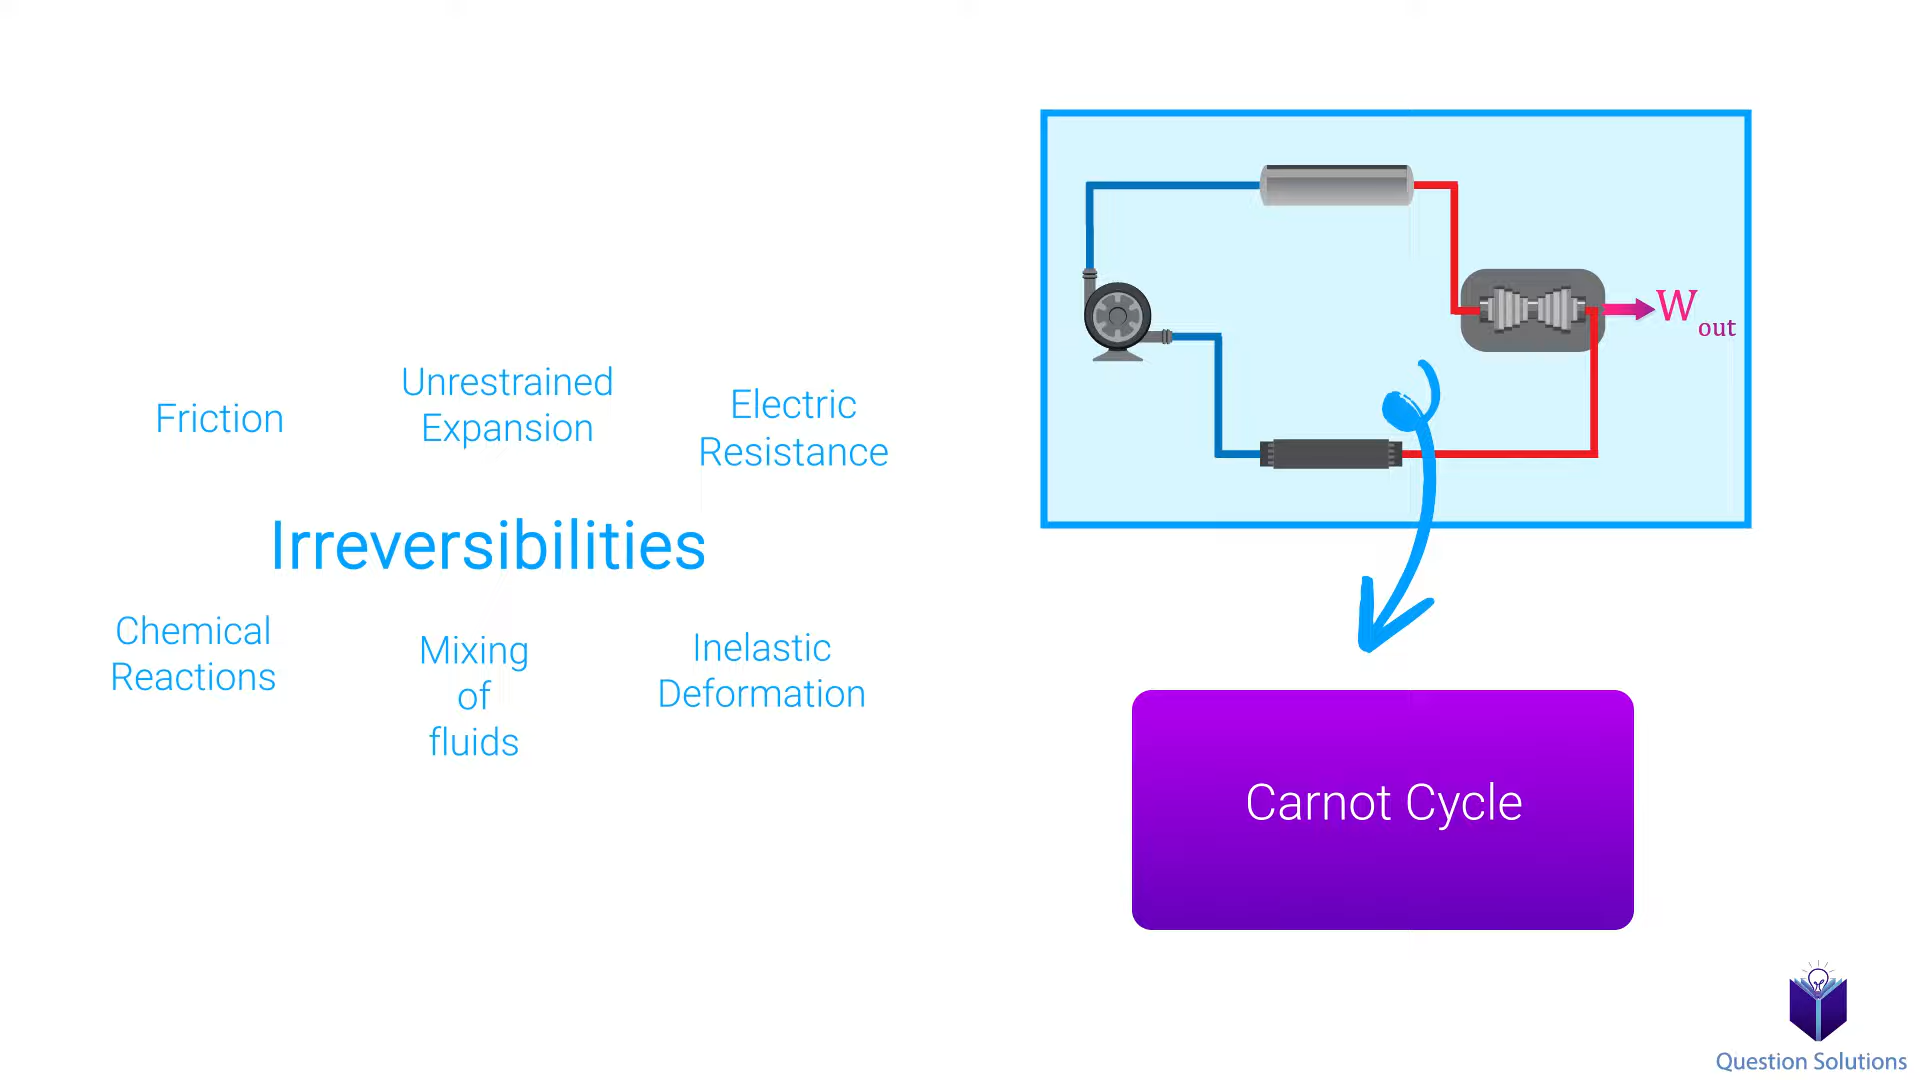 Friction
Unrestrained
Expansion
Electric
Resistance
Irreversibilities
Chemical
Reactions
Mixing
of
fluids
Inelastic
Deformation
W out
Carnot Cycle
Question Solutions